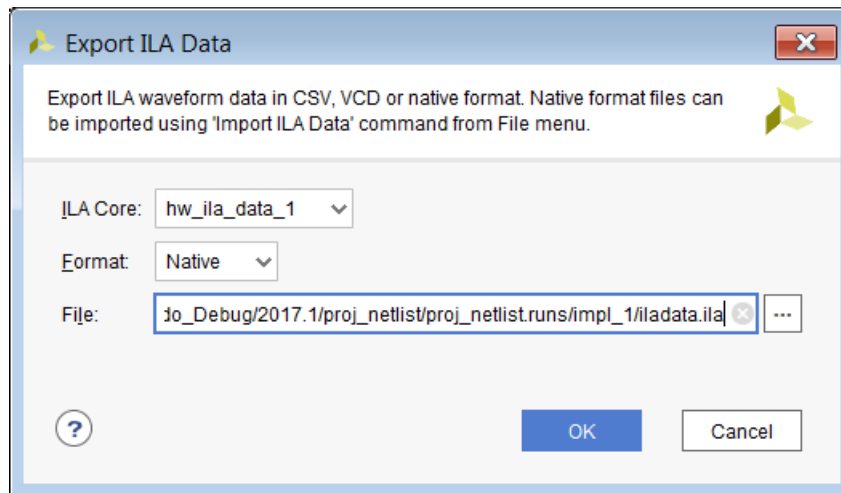 Export ILA Data
Export ILA waveform data in CSV, VCD or native format. Native format files can
be imported using 'Import ILA Data' command from File menu.
ILA Core: hw_ila_data_1
Format: Native
File: do_Debug/2017.1/proj_netlist/proj_netlist.runs/impl_1/iladata.ila ...
? OK Cancel